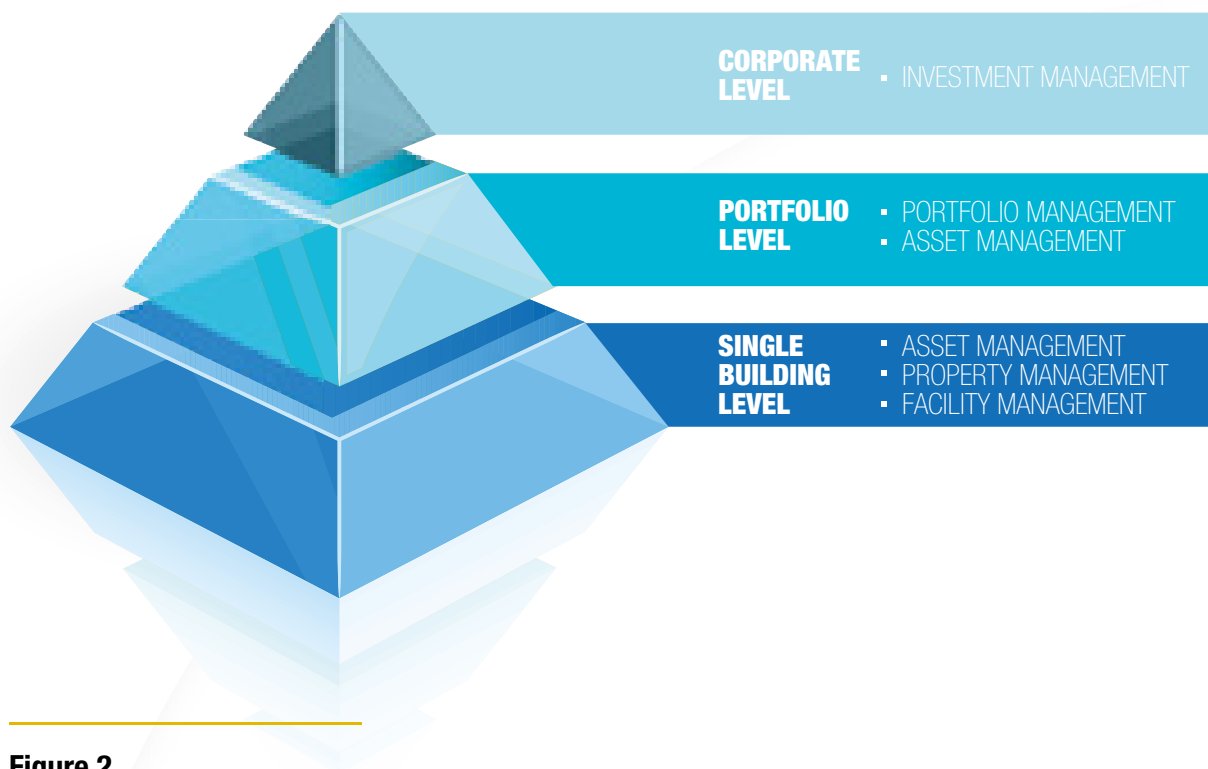 CORPORATE
LEVEL
▪ INVESTMENT MANAGEMENT
PORTFOLIO
LEVEL
▪ PORTFOLIO MANAGEMENT
▪ ASSET MANAGEMENT
SINGLE
BUILDING
LEVEL
▪ ASSET MANAGEMENT
▪ PROPERTY MANAGEMENT
▪ FACILITY MANAGEMENT
Figure 2